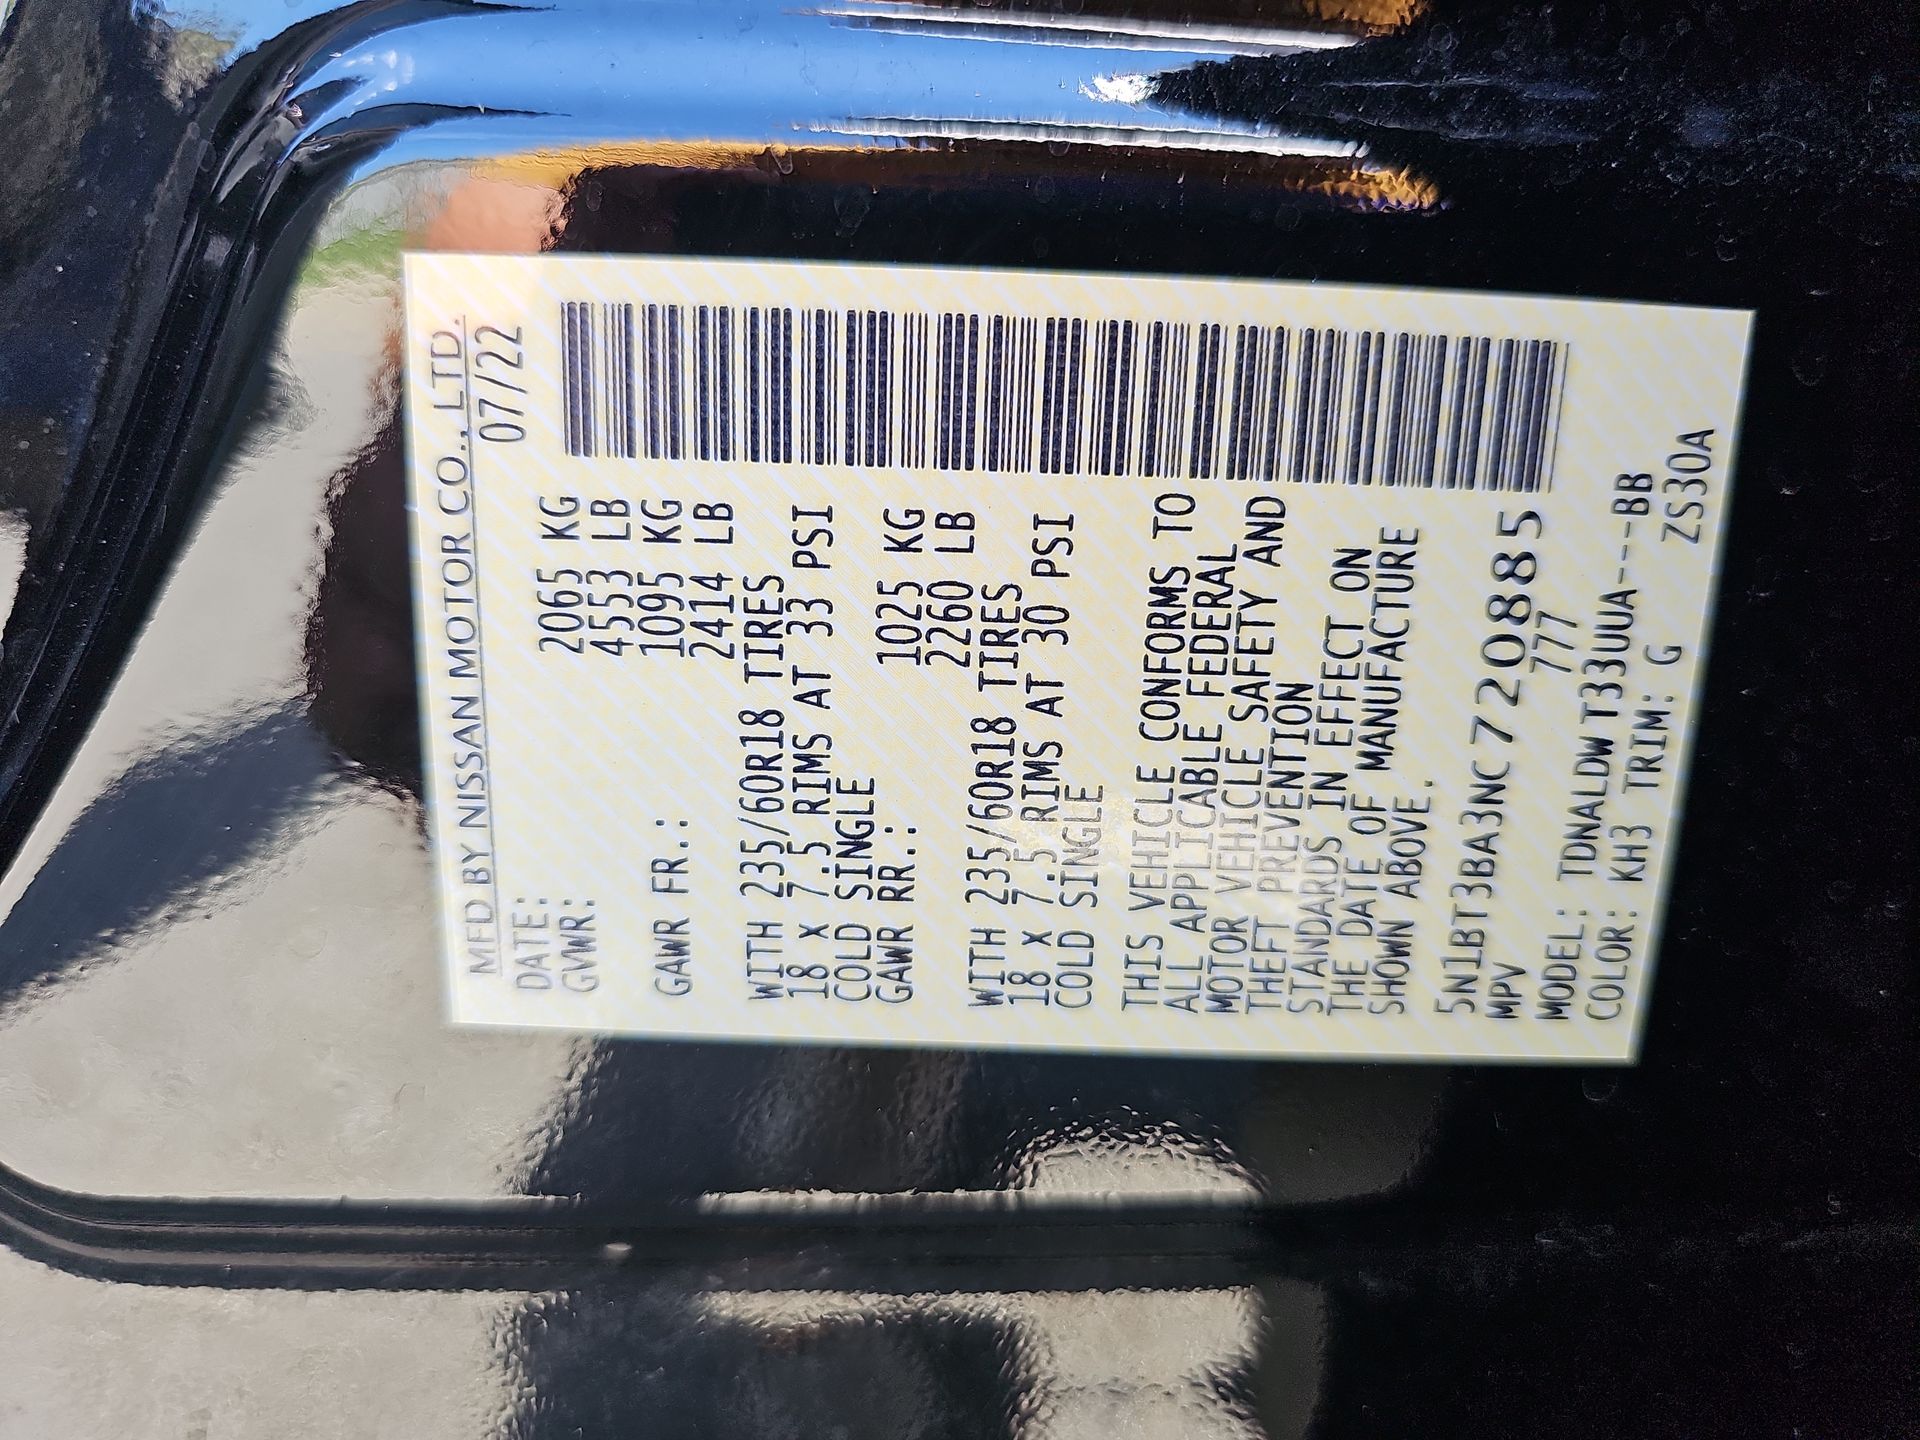 MFD BY NISSAN MOTOR CO., LTD.
DATE: 07/22
GVWR: 2065 KG
4553 LB
GAWR FR.: 1095 KG
2414 LB
WITH 235/60R18 TIRES
18 x 7.5 RIMS AT 33 PSI
COLD SINGLE
GAWR RR.: 1025 KG
2260 LB
WITH 235/60R18 TIRES
18 x 7.5 RIMS AT 30 PSI
COLD SINGLE
THIS VEHICLE CONFORMS TO
ALL APPLICABLE FEDERAL
MOTOR VEHICLE SAFETY AND
THEFT PREVENTION
STANDARDS IN EFFECT ON
THE DATE OF MANUFACTURE
SHOWN ABOVE.
5N1BT3BA3NC720885
MPV 777
MODEL: TDNALDW T33UUA---BB
COLOR: KH3 TRIM: G ZS30A